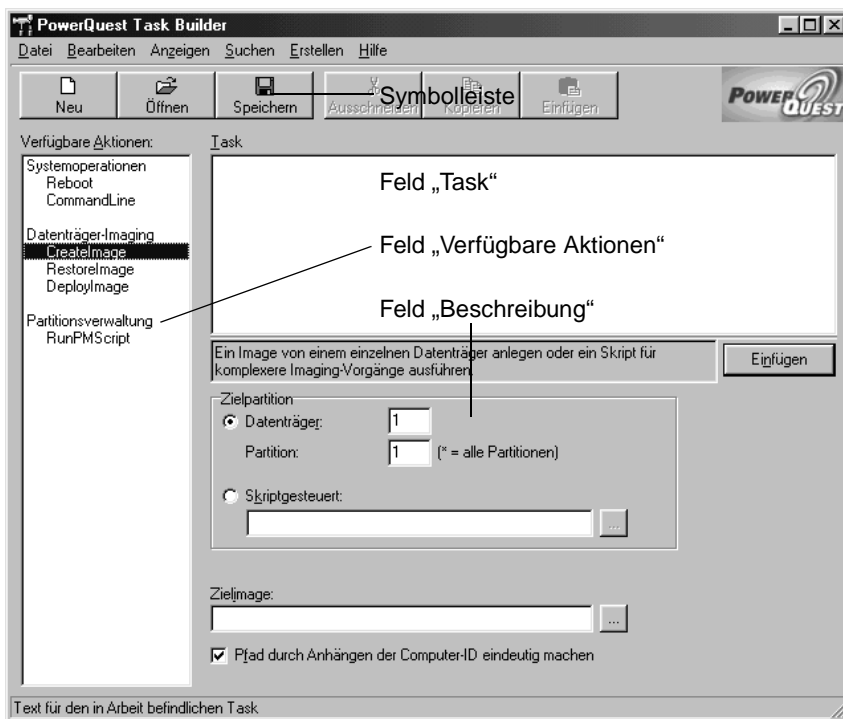 PowerQuest Task Builder
Datei Bearbeiten Anzeigen Suchen Erstellen Hilfe
Neu Öffnen Speichern Ausschneiden Kopieren Einfügen
Symbolleiste
POWERQUEST
Verfügbare Aktionen:
Systemoperationen
Reboot
CommandLine
Datenträger-Imaging
CreateImage
RestoreImage
DeployImage
Partitionsverwaltung
RunPMScript
Task
Feld „Task“
Feld „Verfügbare Aktionen“
Feld „Beschreibung“
Ein Image von einem einzelnen Datenträger anlegen oder ein Skript für
komplexere Imaging-Vorgänge ausführen.
Einfügen
Zielpartition
Datenträger: 1
Partition: 1 (* = alle Partitionen)
Skriptgesteuert:
...
Zielimage:
...
Pfad durch Anhängen der Computer-ID eindeutig machen
Text für den in Arbeit befindlichen Task